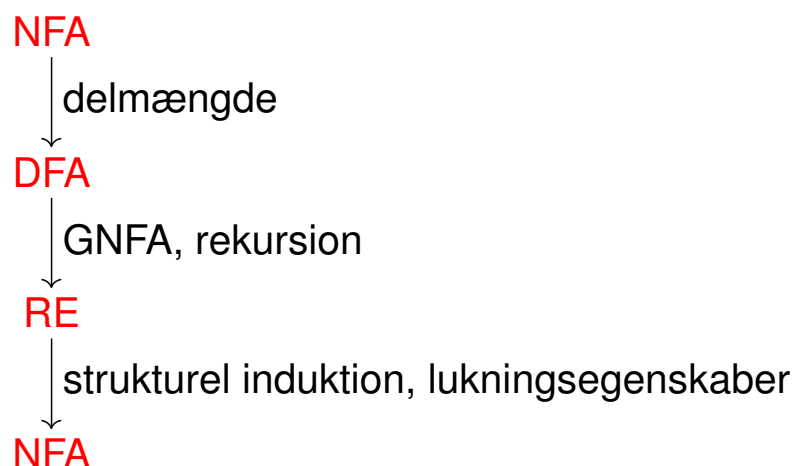 NFA
delmængde
DFA
GNFA, rekursion
RE
strukturel induktion, lukningsegenskaber
NFA